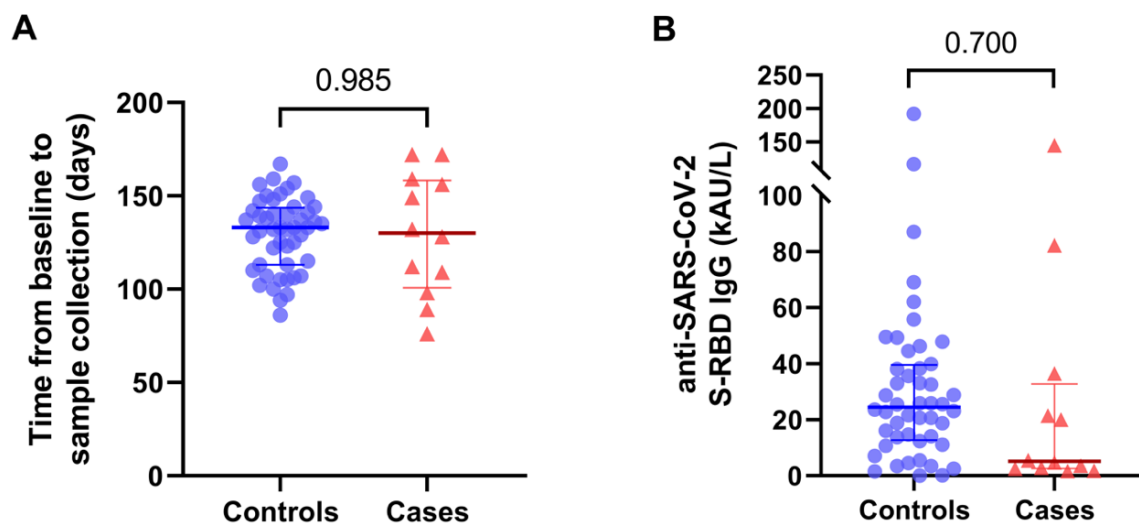 A
Time from baseline to
sample collection (days)
200
150
100
50
0
0.985
Controls
Cases
B
anti-SARS-CoV-2
S-RBD IgG (kAU/L)
250
200
150
100
80
60
40
20
0
0.700
Controls
Cases